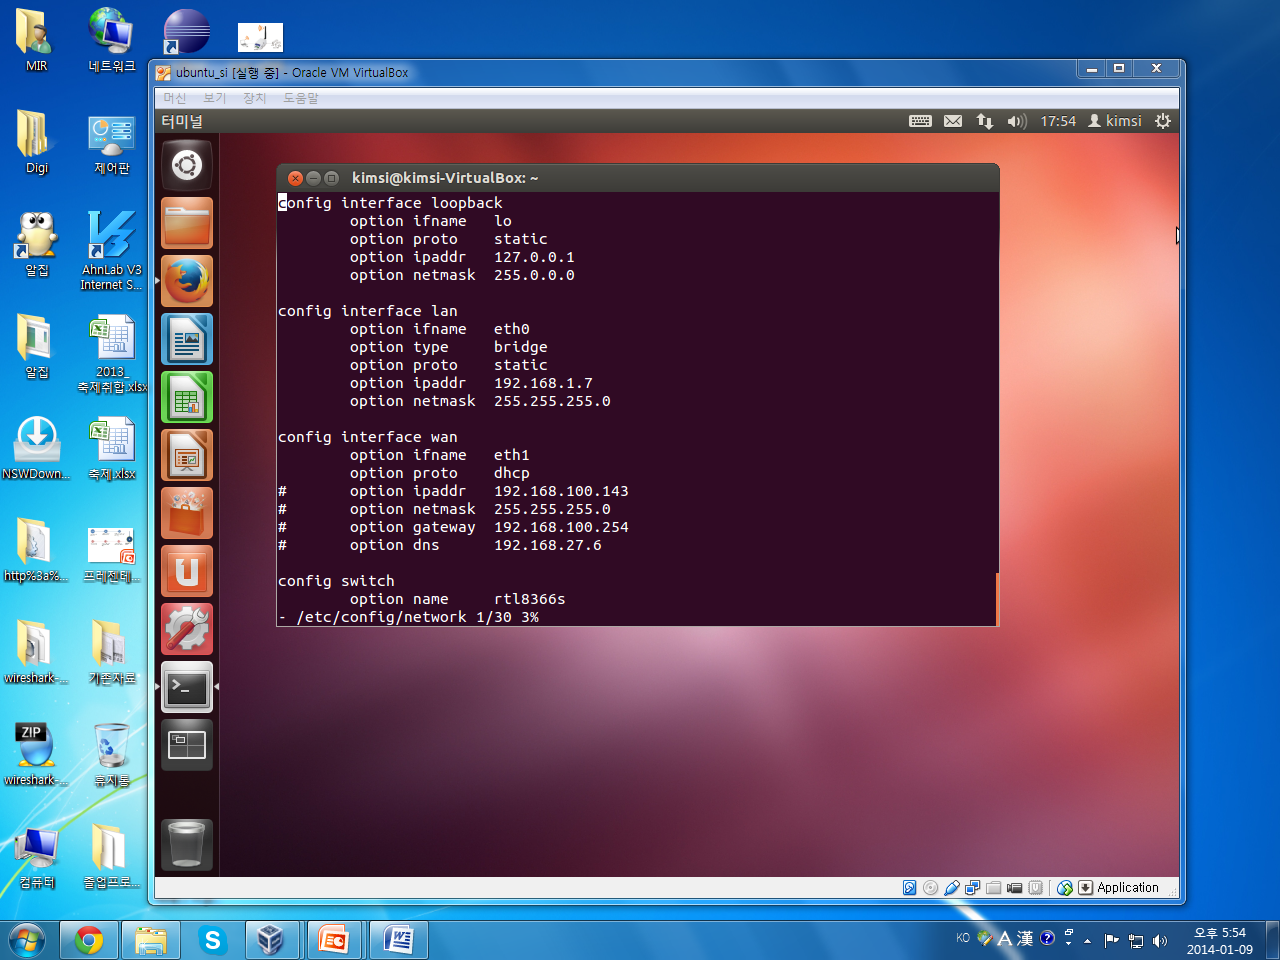 MIR
네트워크
ubuntu_si [실행 중] - Oracle VM VirtualBox
머신 보기 장치 도움말
터미널
17:54
kimsi
Digi
제어판
kimsi@kimsi-VirtualBox: ~
config interface loopback
option ifname lo
option proto static
option ipaddr 127.0.0.1
option netmask 255.0.0.0
config interface lan
option ifname eth0
option type bridge
option proto static
option ipaddr 192.168.1.7
option netmask 255.255.255.0
config interface wan
option ifname eth1
option proto dhcp
# option ipaddr 192.168.100.143
# option netmask 255.255.255.0
# option gateway 192.168.100.254
# option dns 192.168.27.6
config switch
option name rtl8366s
- /etc/config/network 1/30 3%
알집
AhnLab V3
Internet S...
알집
2013_
축제취합.xlsx
NSWDown...
축제.xlsx
http%3a%...
프레젠테...
wireshark-...
기존자료
ZIP
wireshark-...
휴지통
컴퓨터
졸업프로...
Application
KO
A 漢
오후 5:54
2014-01-09